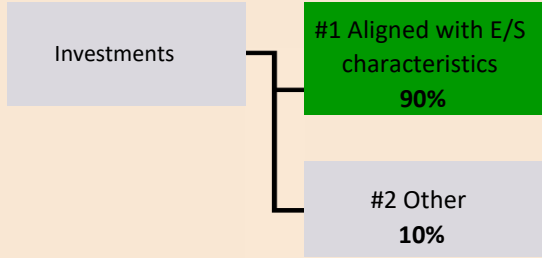 Investments
#1 Aligned with E/S
characteristics
90%
#2 Other
10%